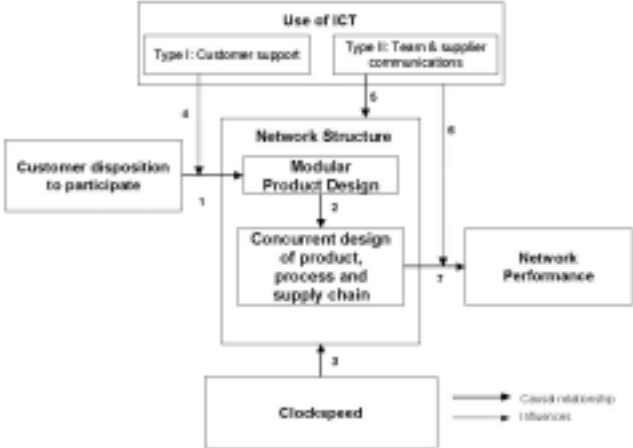 Use of ICT
Type I: Customer support
Type II: Team & supplier
communications
4
5
6
Network Structure
Customer disposition
to participate
1
Modular
Product Design
2
Concurrent design
of product,
process and
supply chain
7
Network
Performance
3
Clockspeed
Causal relationship
Influences